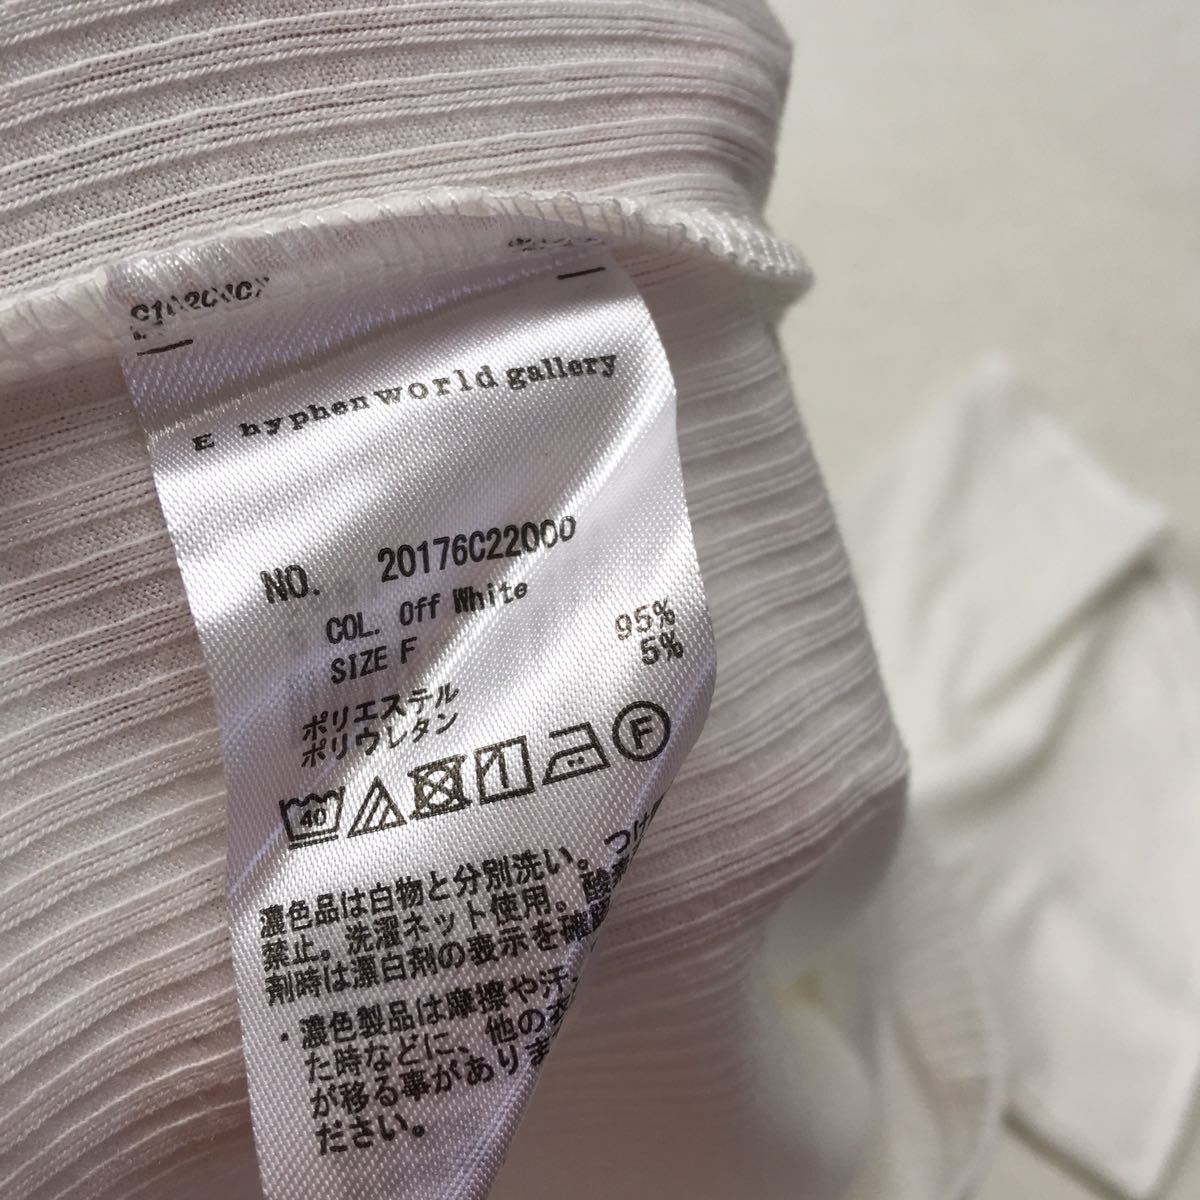 E hyphen world gallery
NO. 20176C22000
COL. Off White
SIZE F
ポリエステル 95%
ポリウレタン 5%
40
F
濃色品は白物と分別洗い。つけ
禁止。洗濯ネット使用。酸
剤時は漂白剤の表示を確
・濃色製品は摩擦や汗
た時などに、他の
が移る事がありま
ださい。